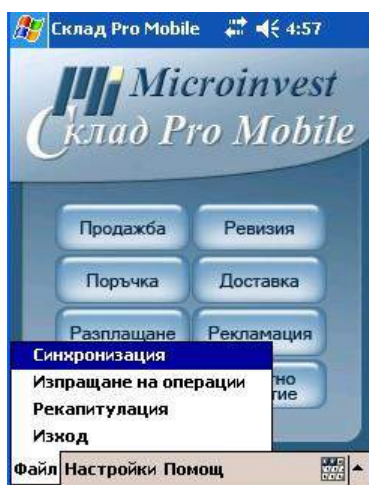 Склад Pro Mobile 4:57
Microinvest
Склад Pro Mobile
Продажба Ревизия
Поръчка Доставка
Разплащане Рекламация
Синхронизация
Изпращане на операции
Рекапитулация
Изход
Файл Настройки Помощ